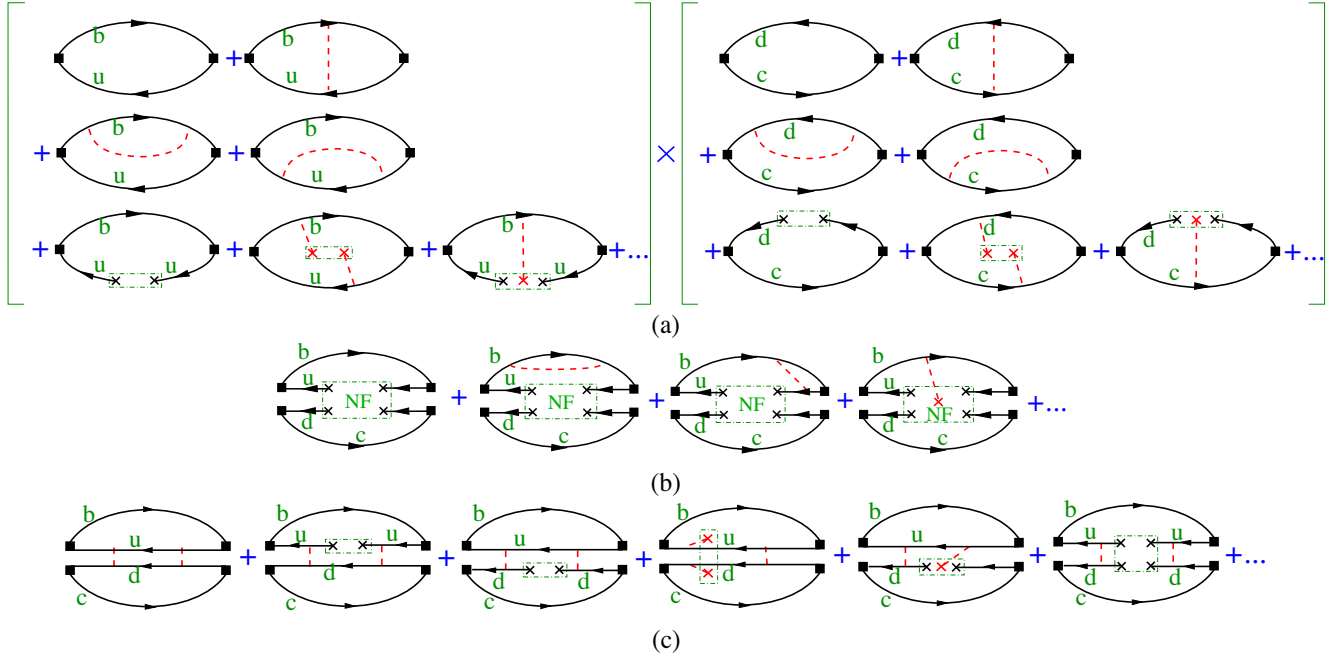 b + b d + d
u u c c
+ b + b × + d + d
u u c c
+ b + b + b +... + d + d + d +...
u u u u u c c c
(a)
b + b + b + b +...
u u u u
NF NF NF NF
d d d d
c c c c
(b)
b + b + b + b + b + b +...
u u u u u u u u
d d d d d d d d
c c c c c c
(c)